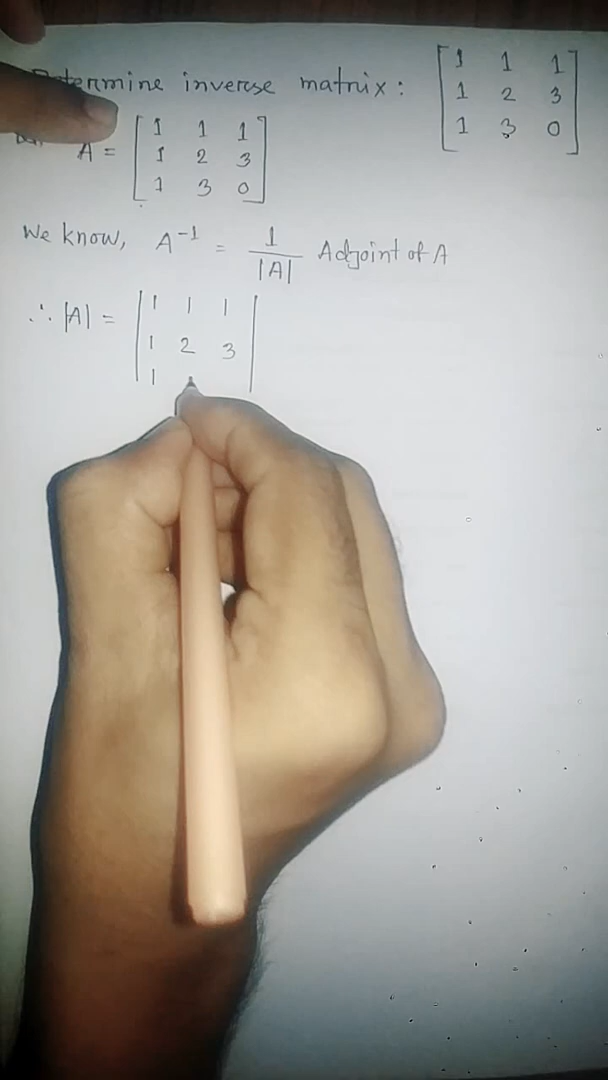 Determine inverse matrix: [1 1 1
1 2 3
1 3 0]
A = [1 1 1
1 2 3
1 3 0]
We know, A⁻¹ = 1/|A| Adjoint of A
∴ |A| = |1 1 1
1 2 3
1|